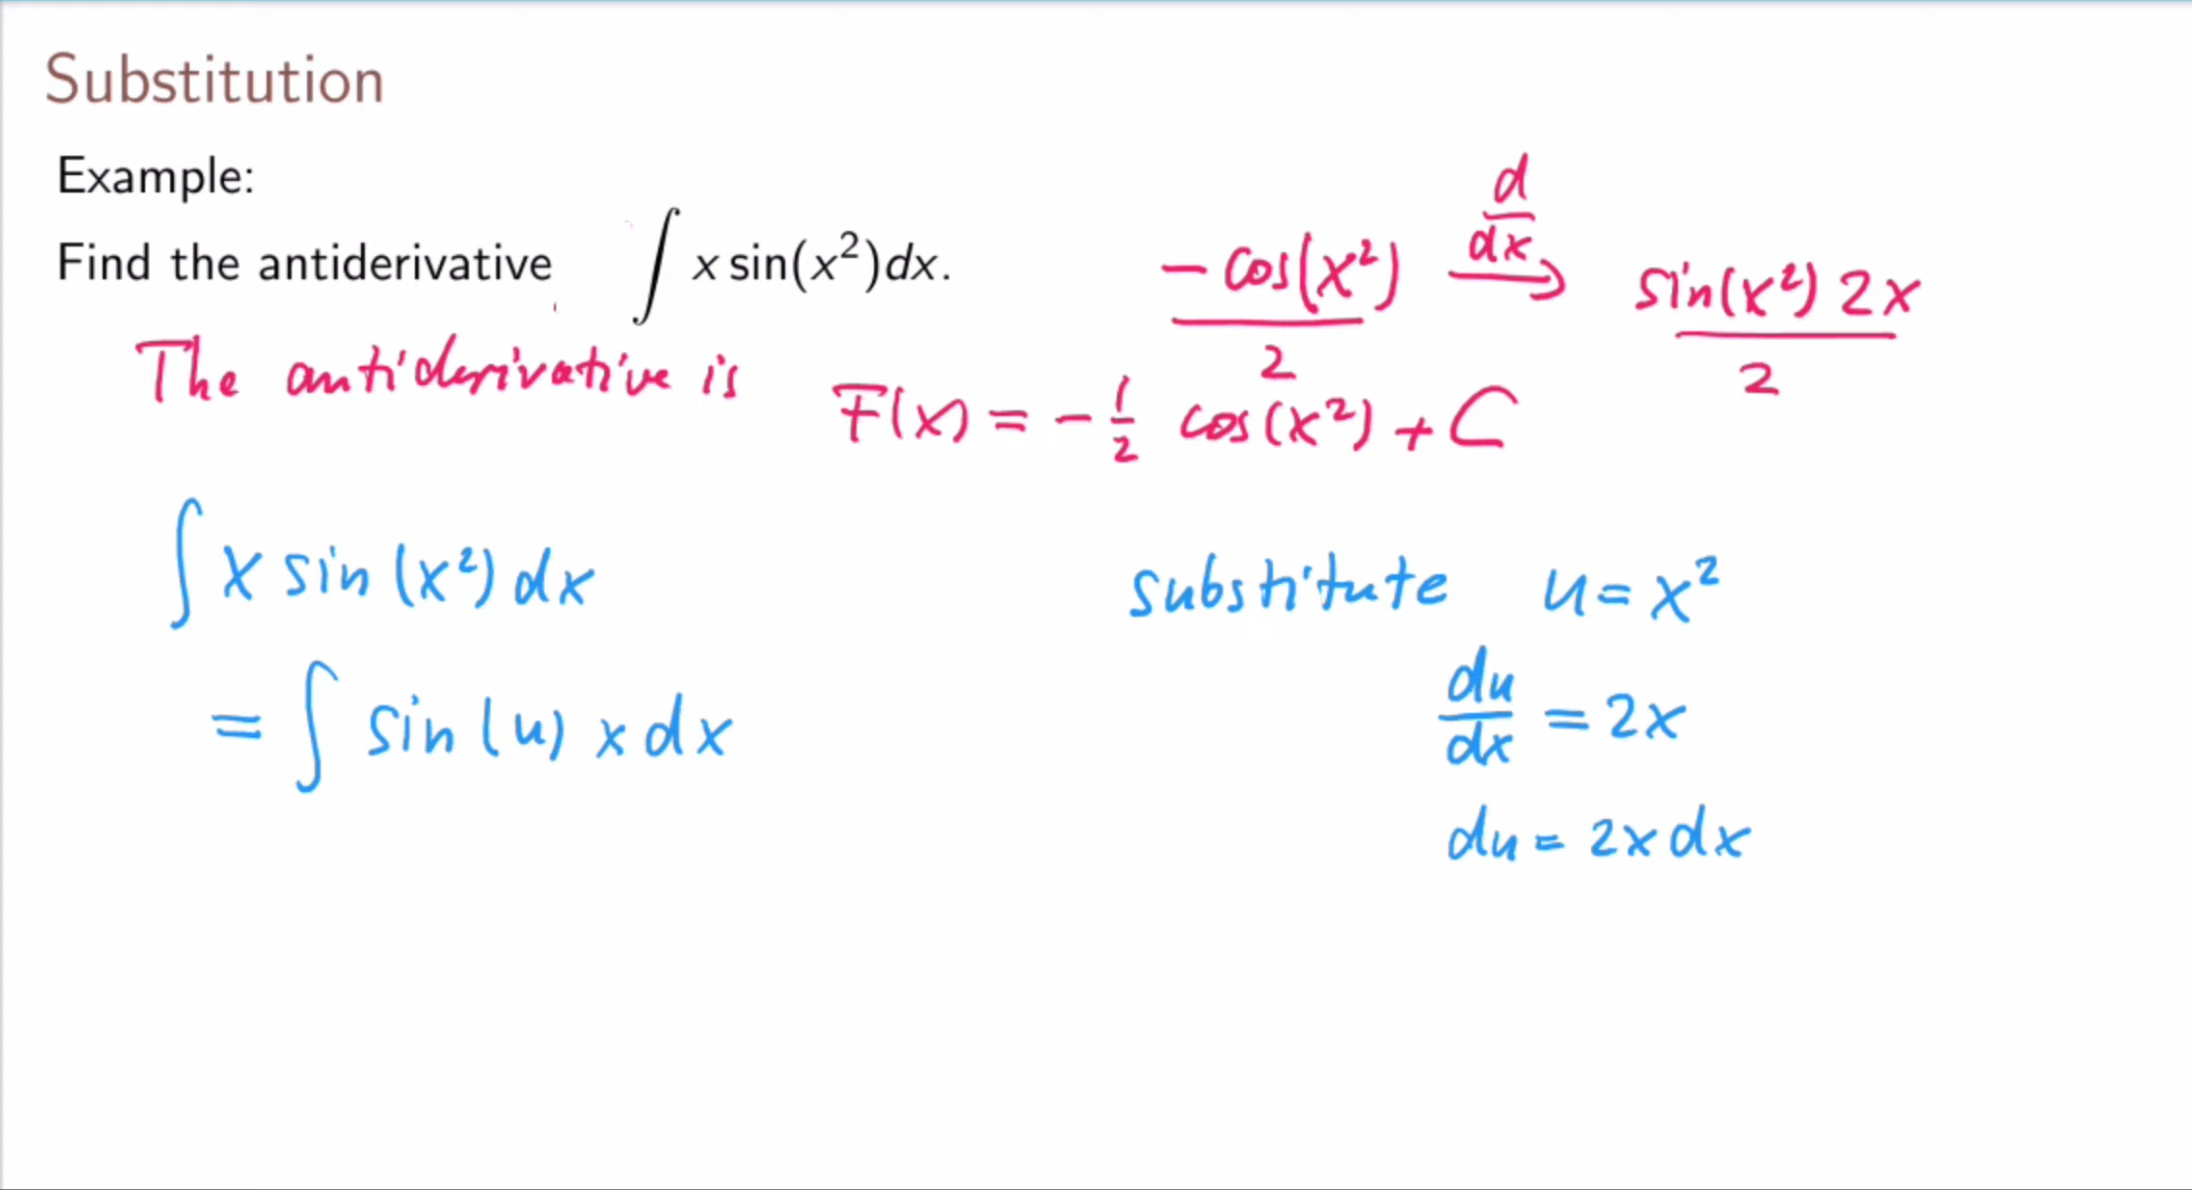 Substitution
Example:
Find the antiderivative ∫ x sin(x²)dx.
-cos(x²)/2 d/dx→ sin(x²) 2x/2
The antiderivative is F(x) = -½ cos(x²) + C
∫ x sin(x²) dx substitute u = x²
= ∫ sin(u) x dx du/dx = 2x
du = 2x dx